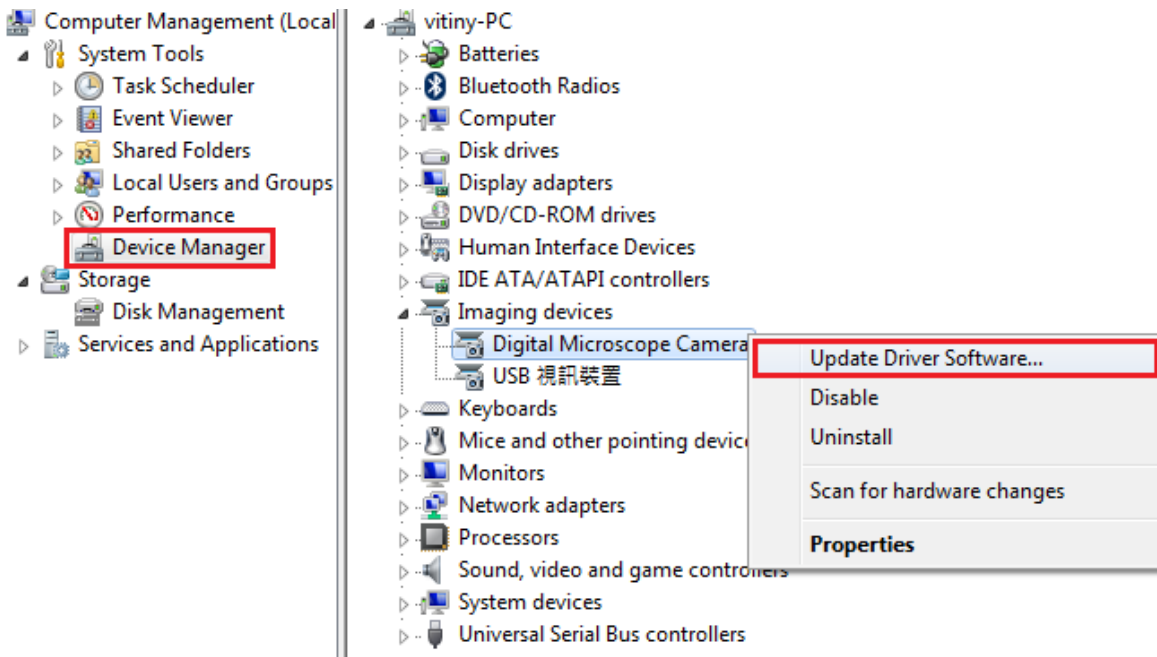 Computer Management (Local
System Tools
Task Scheduler
Event Viewer
Shared Folders
Local Users and Groups
Performance
Device Manager
Storage
Disk Management
Services and Applications
vitiny-PC
Batteries
Bluetooth Radios
Computer
Disk drives
Display adapters
DVD/CD-ROM drives
Human Interface Devices
IDE ATA/ATAPI controllers
Imaging devices
Digital Microscope Camera
USB 視訊裝置
Keyboards
Mice and other pointing device
Monitors
Network adapters
Processors
Sound, video and game controllers
System devices
Universal Serial Bus controllers
Update Driver Software...
Disable
Uninstall
Scan for hardware changes
Properties